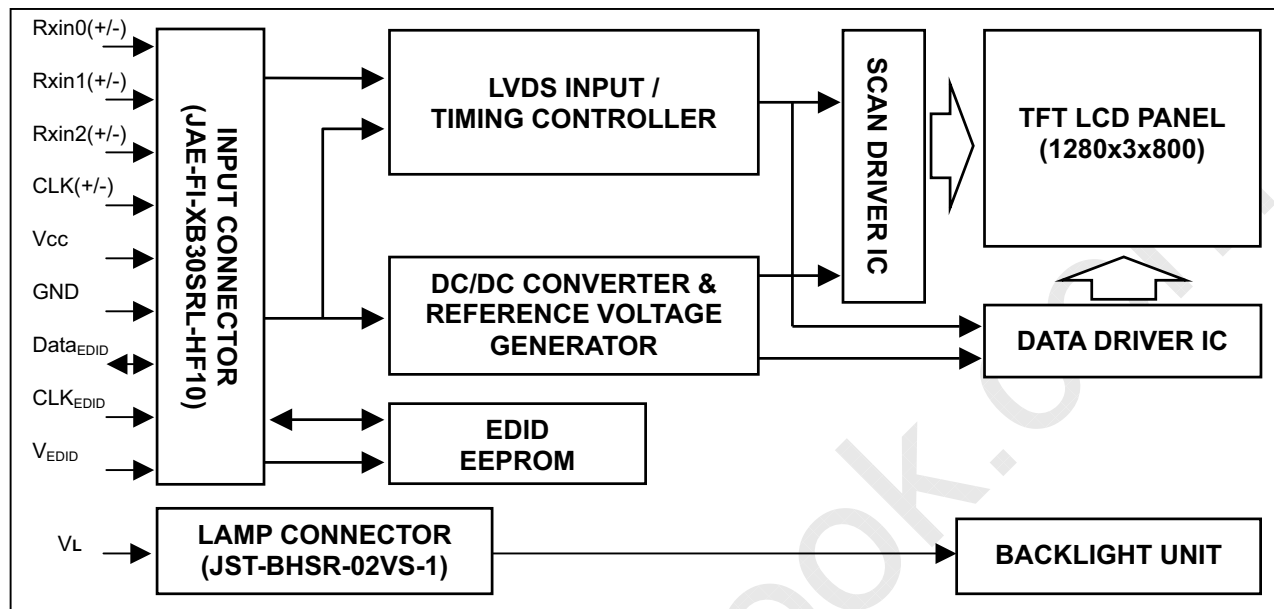 Rxin0(+/-)
Rxin1(+/-)
Rxin2(+/-)
CLK(+/-)
Vcc
GND
DataEDID
CLKEDID
VEDID
VL
INPUT CONNECTOR
(JAE-FI-XB30SRL-HF10)
LVDS INPUT /
TIMING CONTROLLER
DC/DC CONVERTER &
REFERENCE VOLTAGE
GENERATOR
EDID
EEPROM
LAMP CONNECTOR
(JST-BHSR-02VS-1)
SCAN DRIVER IC
TFT LCD PANEL
(1280x3x800)
DATA DRIVER IC
BACKLIGHT UNIT